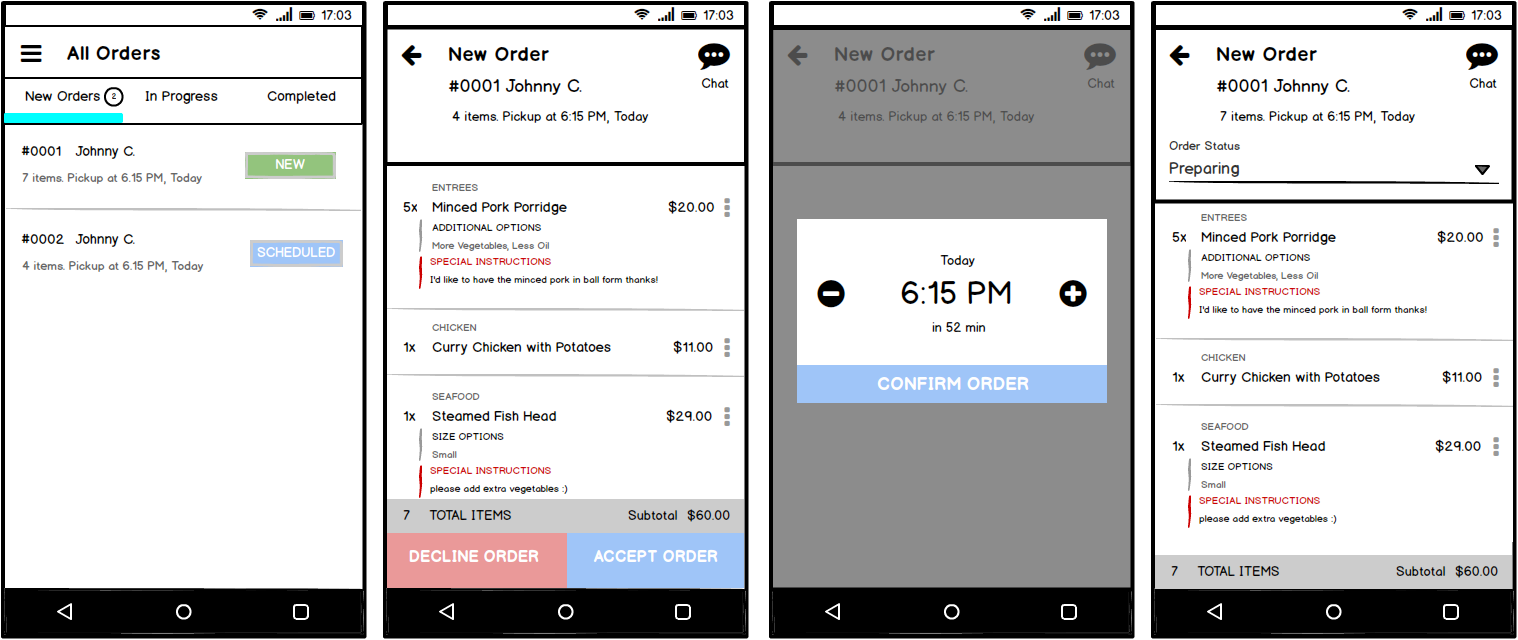 17:03
All Orders
New Orders 2 In Progress Completed
#0001 Johnny C.
NEW
7 items. Pickup at 6.15 PM, Today
#0002 Johnny C.
SCHEDULED
4 items. Pickup at 6.15 PM, Today
17:03
New Order
#0001 Johnny C.
Chat
4 items. Pickup at 6:15 PM, Today
ENTREES
5x Minced Pork Porridge $20.00
ADDITIONAL OPTIONS
More Vegetables, Less Oil
SPECIAL INSTRUCTIONS
I'd like to have the minced pork in ball form thanks!
CHICKEN
1x Curry Chicken with Potatoes $11.00
SEAFOOD
1x Steamed Fish Head $29.00
SIZE OPTIONS
Small
SPECIAL INSTRUCTIONS
please add extra vegetables :)
7 TOTAL ITEMS Subtotal $60.00
DECLINE ORDER ACCEPT ORDER
17:03
New Order
#0001 Johnny C.
Chat
4 items. Pickup at 6:15 PM, Today
Today
6:15 PM
in 52 min
CONFIRM ORDER
17:03
New Order
#0001 Johnny C.
Chat
7 items. Pickup at 6:15 PM, Today
Order Status
Preparing
ENTREES
5x Minced Pork Porridge $20.00
ADDITIONAL OPTIONS
More Vegetables, Less Oil
SPECIAL INSTRUCTIONS
I'd like to have the minced pork in ball form thanks!
CHICKEN
1x Curry Chicken with Potatoes $11.00
SEAFOOD
1x Steamed Fish Head $29.00
SIZE OPTIONS
Small
SPECIAL INSTRUCTIONS
please add extra vegetables :)
7 TOTAL ITEMS Subtotal $60.00